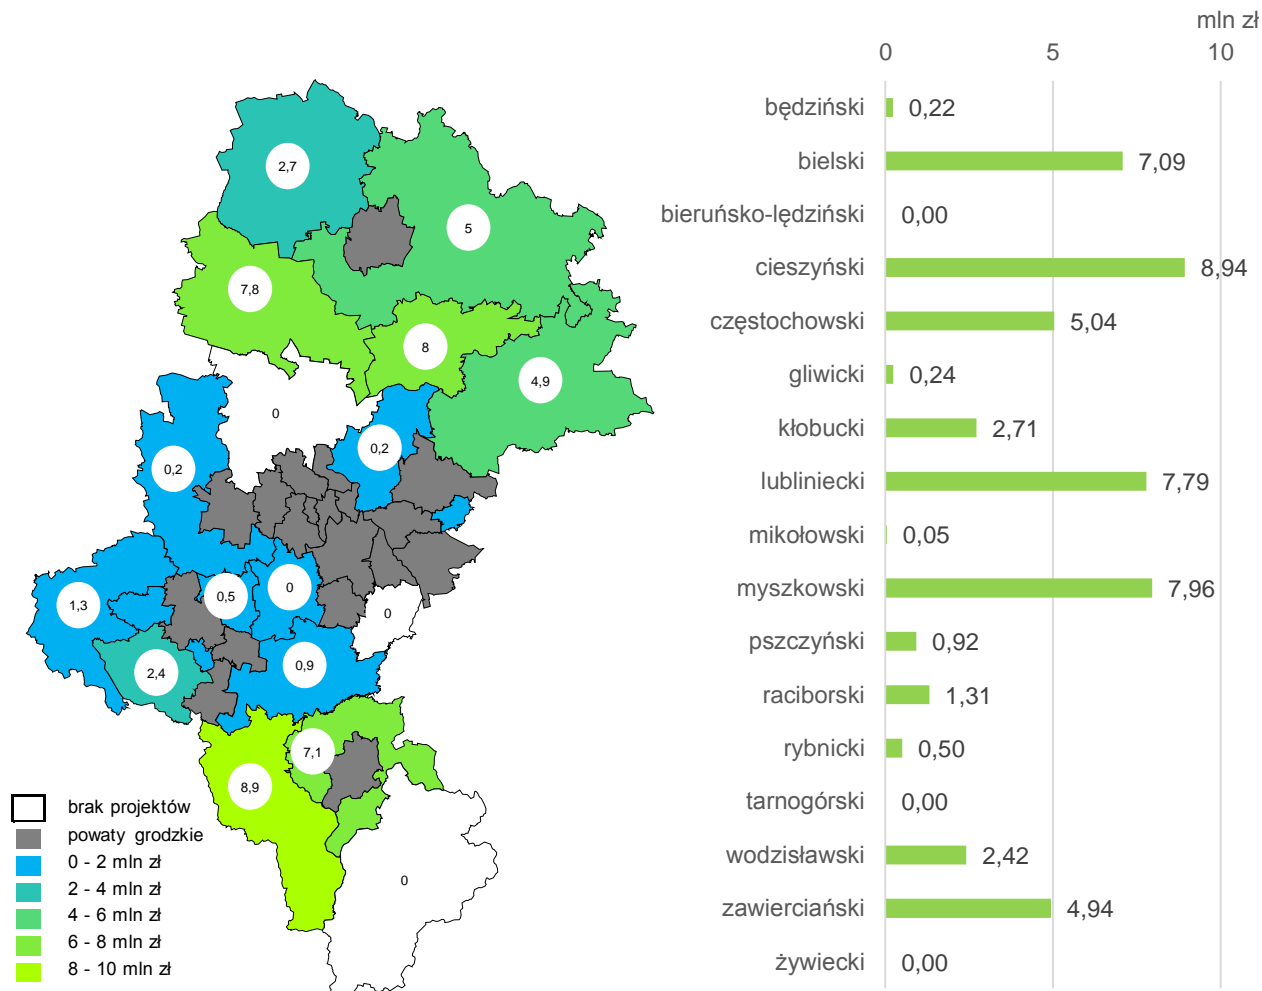 2,7
5
7,8
8
4,9
0
0,2
0,2
1,3
0,5
0
0
2,4
0,9
7,1
8,9
0
brak projektów
powaty grodzkie
0 - 2 mln zł
2 - 4 mln zł
4 - 6 mln zł
6 - 8 mln zł
8 - 10 mln zł
mln zł
0 5 10
będziński 0,22
bielski 7,09
bieruńsko-lędziński 0,00
cieszyński 8,94
częstochowski 5,04
gliwicki 0,24
kłobucki 2,71
lubliniecki 7,79
mikołowski 0,05
myszkowski 7,96
pszczyński 0,92
raciborski 1,31
rybnicki 0,50
tarnogórski 0,00
wodzisławski 2,42
zawierciański 4,94
żywiecki 0,00